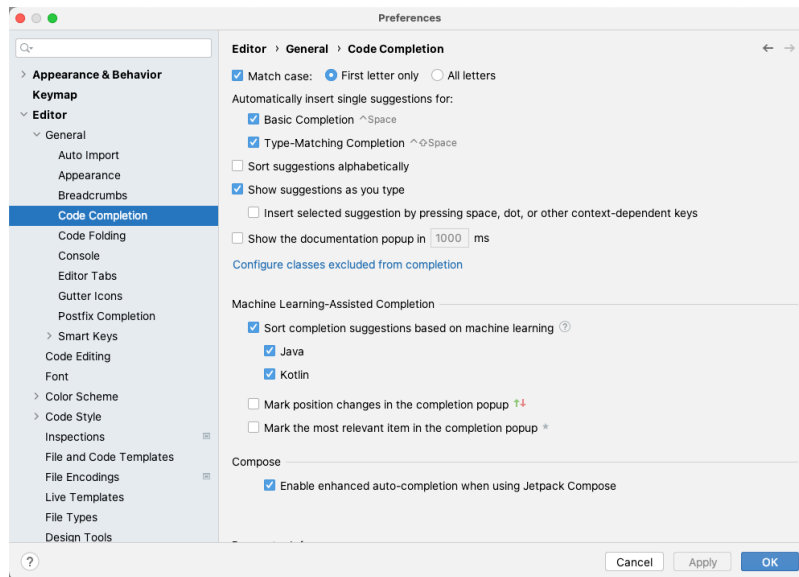 Preferences
Editor › General › Code Completion
Match case: First letter only All letters
Automatically insert single suggestions for:
Basic Completion ^Space
Type-Matching Completion ^⇧Space
Sort suggestions alphabetically
Show suggestions as you type
Insert selected suggestion by pressing space, dot, or other context-dependent keys
Show the documentation popup in 1000 ms
Configure classes excluded from completion
Machine Learning-Assisted Completion
Sort completion suggestions based on machine learning ?
Java
Kotlin
Mark position changes in the completion popup ↑↓
Mark the most relevant item in the completion popup ★
Compose
Enable enhanced auto-completion when using Jetpack Compose
Appearance & Behavior
Keymap
Editor
General
Auto Import
Appearance
Breadcrumbs
Code Completion
Code Folding
Console
Editor Tabs
Gutter Icons
Postfix Completion
Smart Keys
Code Editing
Font
Color Scheme
Code Style
Inspections
File and Code Templates
File Encodings
Live Templates
File Types
Design Tools
? Cancel Apply OK